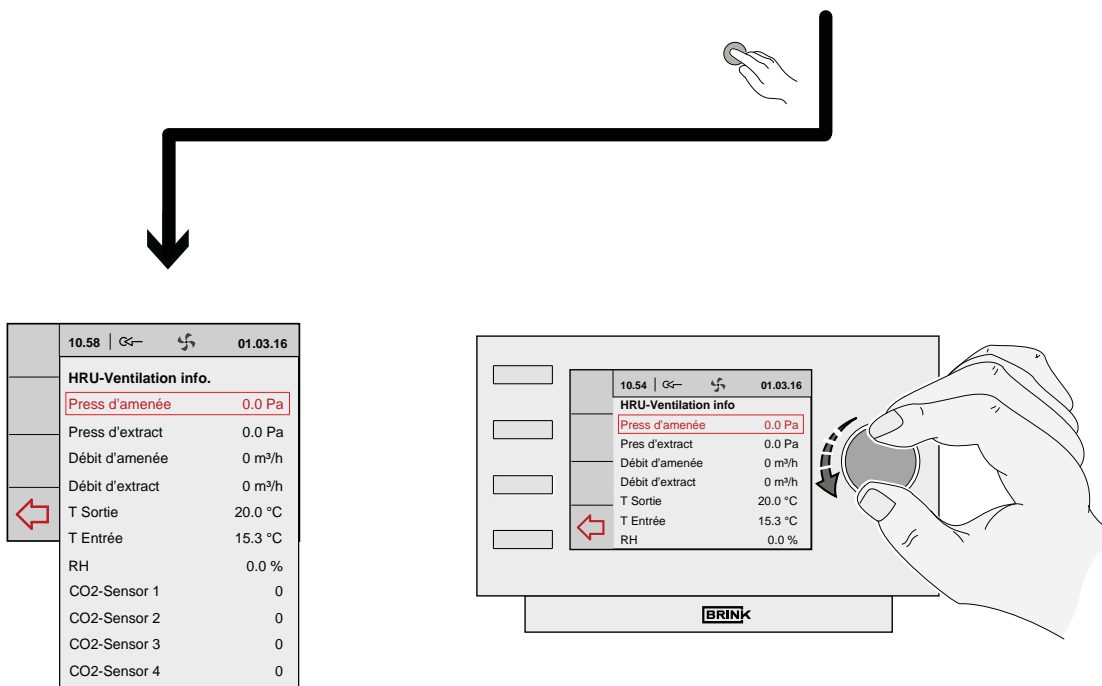 10.58 01.03.16
HRU-Ventilation info.
Press d'amenée 0.0 Pa
Press d'extract 0.0 Pa
Débit d'amenée 0 m³/h
Débit d'extract 0 m³/h
T Sortie 20.0 °C
T Entrée 15.3 °C
RH 0.0 %
CO2-Sensor 1 0
CO2-Sensor 2 0
CO2-Sensor 3 0
CO2-Sensor 4 0
10.54 01.03.16
HRU-Ventilation info
Press d'amenée 0.0 Pa
Pres d'extract 0.0 Pa
Débit d'amenée 0 m³/h
Débit d'extract 0 m³/h
T Sortie 20.0 °C
T Entrée 15.3 °C
RH 0.0 %
BRINK